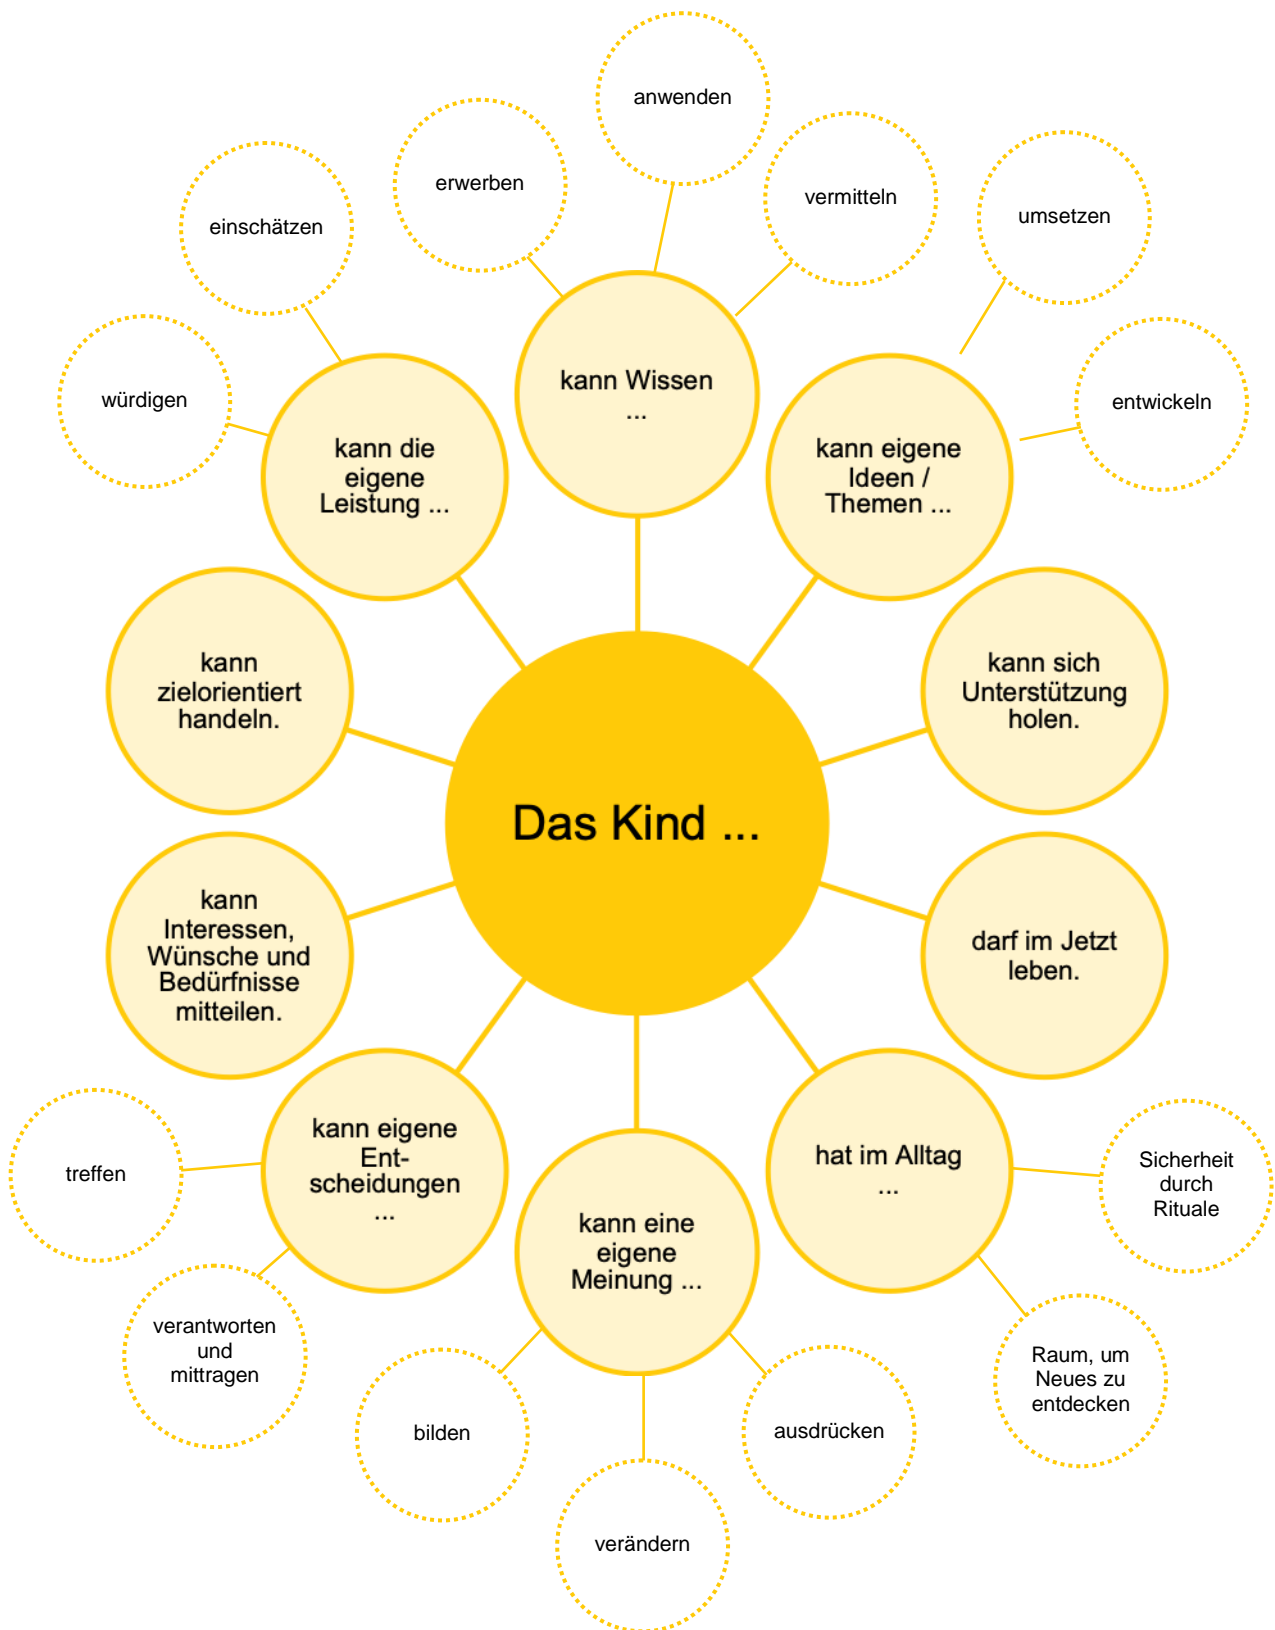 anwenden
erwerben
vermitteln
umsetzen
einschätzen
würdigen
entwickeln
kann Wissen
...
kann die
eigene
Leistung ...
kann eigene
Ideen /
Themen ...
kann
zielorientiert
handeln.
kann sich
Unterstützung
holen.
Das Kind ...
kann
Interessen,
Wünsche und
Bedürfnisse
mitteilen.
darf im Jetzt
leben.
kann eigene
Ent-
scheidungen
...
hat im Alltag
...
treffen
Sicherheit
durch
Rituale
kann eine
eigene
Meinung ...
verantworten
und
mittragen
Raum, um
Neues zu
entdecken
bilden
ausdrücken
verändern